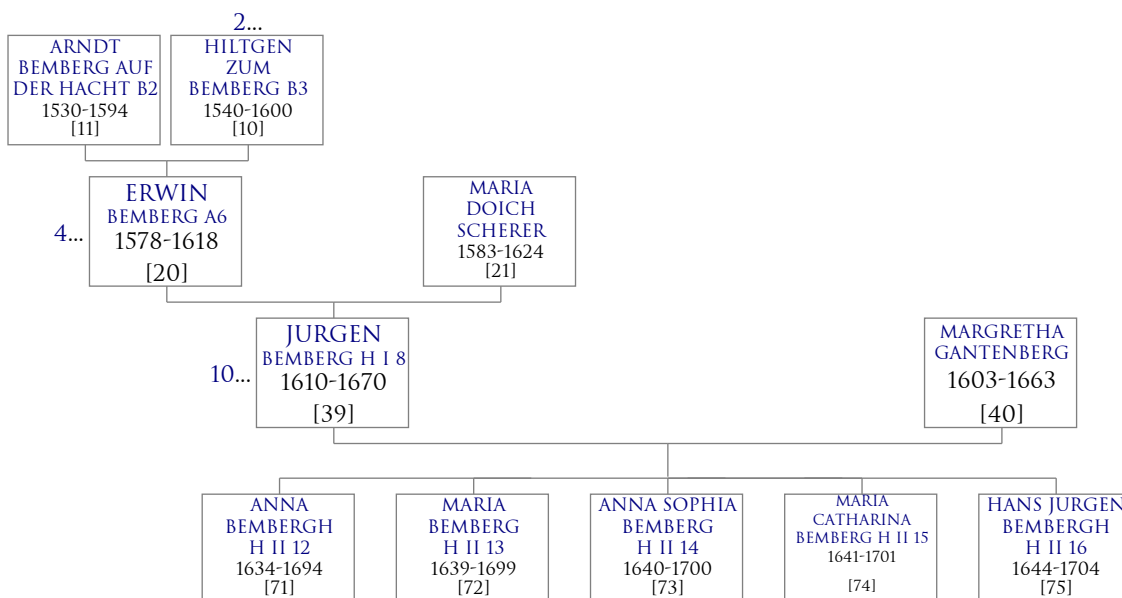 2...
ARNDT
BEMBERG AUF
DER HACHT B2
1530-1594
[11]
HILTGEN
ZUM
BEMBERG B3
1540-1600
[10]
4...
ERWIN
BEMBERG A6
1578-1618
[20]
MARIA
DOICH
SCHERER
1583-1624
[21]
10...
JURGEN
BEMBERG H I 8
1610-1670
[39]
MARGRETHA
GANTENBERG
1603-1663
[40]
ANNA
BEMBERGH
H II 12
1634-1694
[71]
MARIA
BEMBERG
H II 13
1639-1699
[72]
ANNA SOPHIA
BEMBERG
H II 14
1640-1700
[73]
MARIA
CATHARINA
BEMBERG H II 15
1641-1701
[74]
HANS JURGEN
BEMBERGH
H II 16
1644-1704
[75]